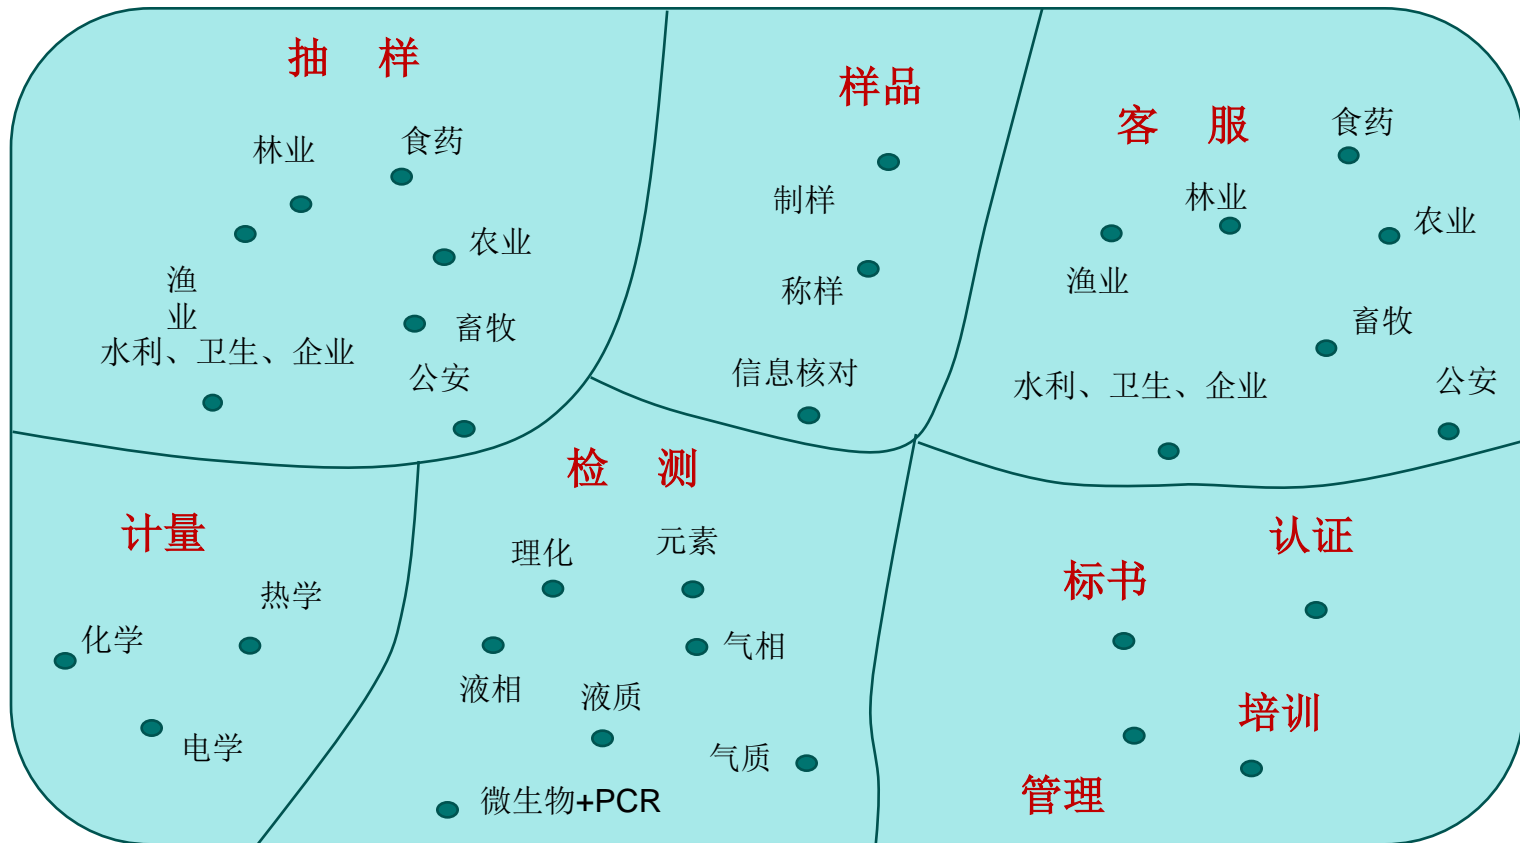 抽 样
林业
食药
农业
渔
业
畜牧
水利、卫生、企业
公安
样品
制样
称样
信息核对
客 服
食药
林业
农业
渔业
畜牧
水利、卫生、企业
公安
计量
热学
化学
电学
检 测
理化
元素
气相
液相
液质
气质
微生物+PCR
认证
标书
培训
管理